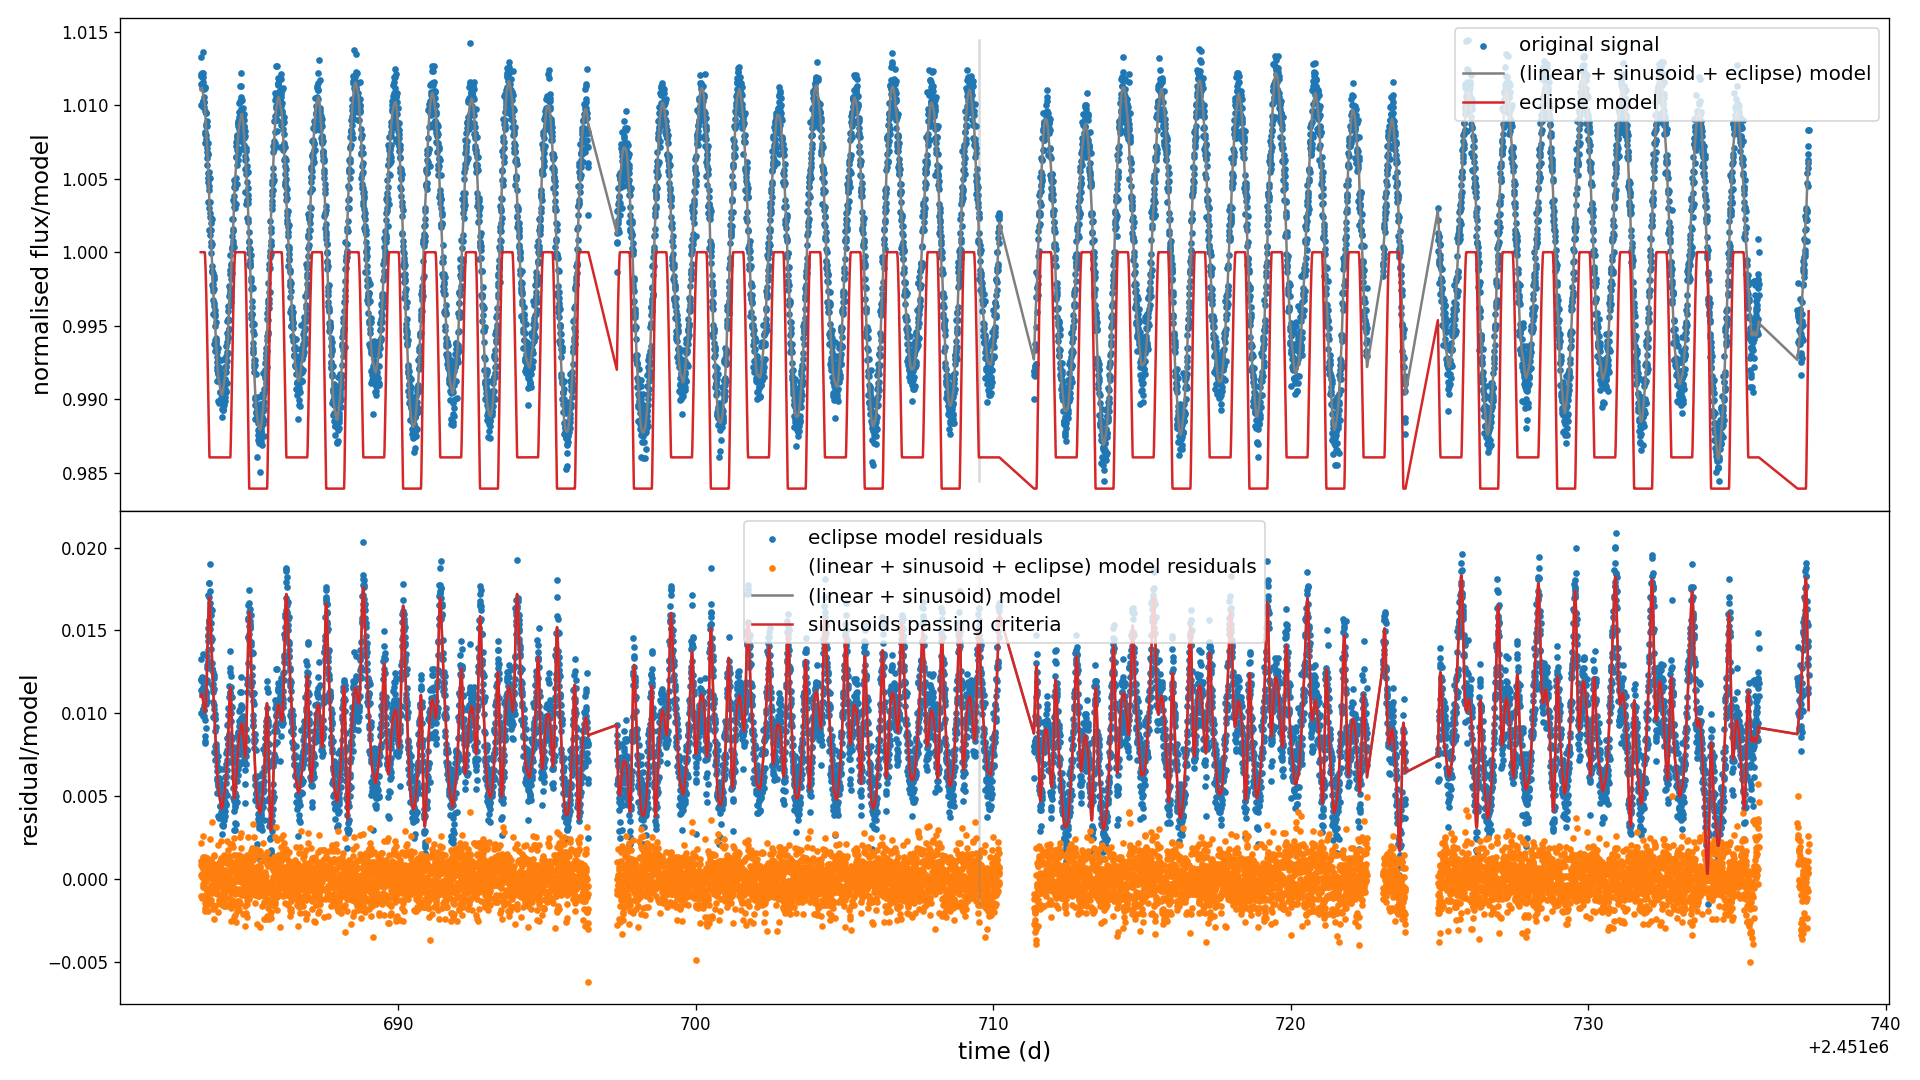 normalised flux/model
1.015
1.010
1.005
1.000
0.995
0.990
0.985
original signal
(linear + sinusoid + eclipse) model
eclipse model
residual/model
0.020
0.015
0.010
0.005
0.000
−0.005
eclipse model residuals
(linear + sinusoid + eclipse) model residuals
(linear + sinusoid) model
sinusoids passing criteria
690
700
710
720
730
740
time (d)
+2.451e6